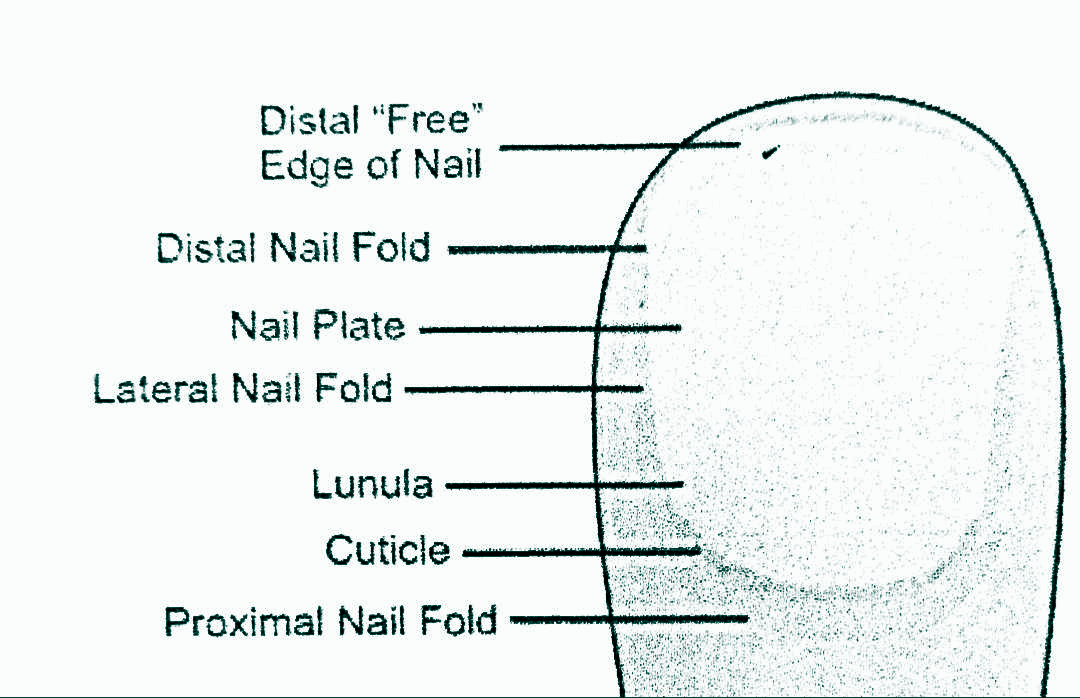 Distal “Free”
Edge of Nail
Distal Nail Fold
Nail Plate
Lateral Nail Fold
Lunula
Cuticle
Proximal Nail Fold